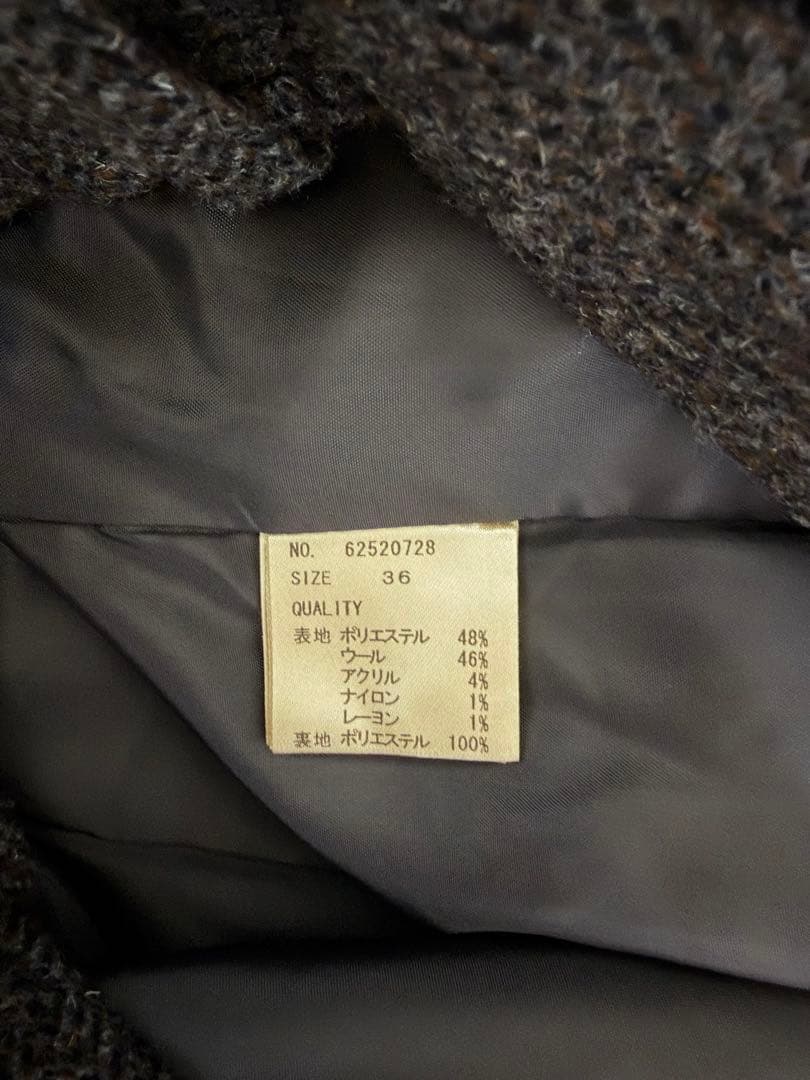 NO. 62520728
SIZE 36
QUALITY
表地 ポリエステル 48%
ウール 46%
アクリル 4%
ナイロン 1%
レーヨン 1%
裏地 ポリエステル 100%